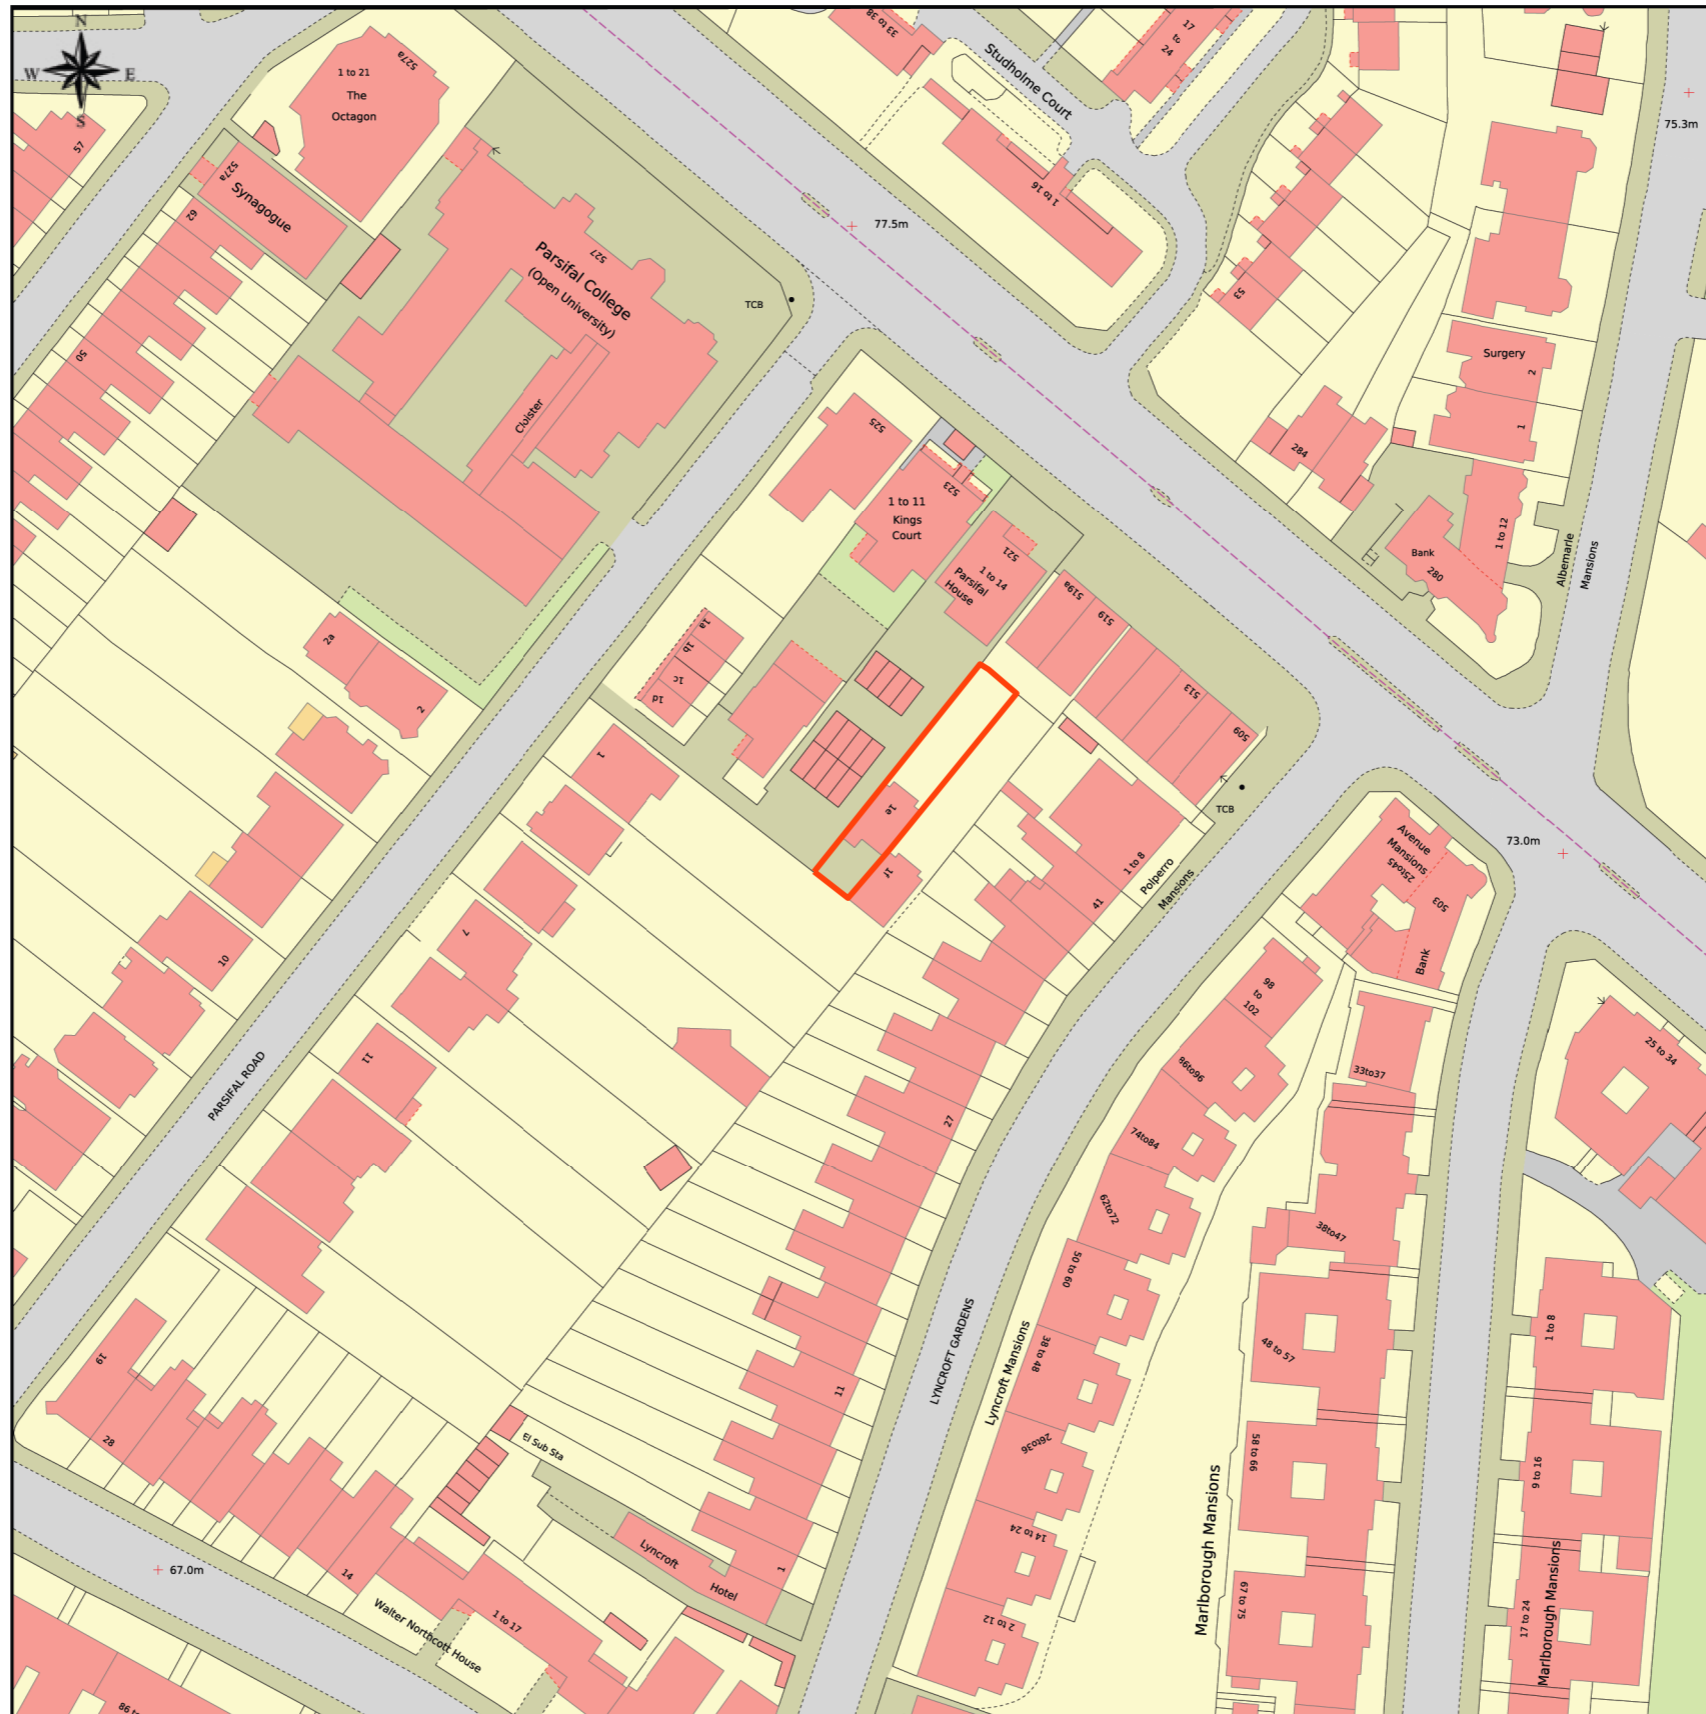 N
W
E
S
57
527a
1 to 21
The
Octagon
527a
Synagogue
62
50
527
Parsifal College
(Open University)
Cloister
TCB
33 to 38
Studholme Court
17
to
24
1 to 16
77.5m
75.3m
53
Surgery
2
1
284
Bank
280
1 to 12
Albemarle
Mansions
525
523
1 to 11
Kings
Court
521
1 to 14
Parsifal
House
519a
519
513
509
TCB
2a
2
1a
1b
1c
1d
1
1e
1f
1 to 8
Polperro
Mansions
41
73.0m
Avenue
Mansions
25to45
503
Bank
7
10
11
PARSIFAL ROAD
98
to
102
86to96
74to84
62to72
50 to 60
38 to 48
26to36
14 to 24
2 to 12
33to37
38to47
48 to 57
58 to 66
67 to 75
25 to 34
1 to 8
9 to 16
17 to 24
27
11
1
LYNCROFT GARDENS
Lyncroft Mansions
Marlborough Mansions
Marlborough Mansions
19
28
14
El Sub Sta
Lyncroft
Hotel
67.0m
Walter Northcott House
1 to 17